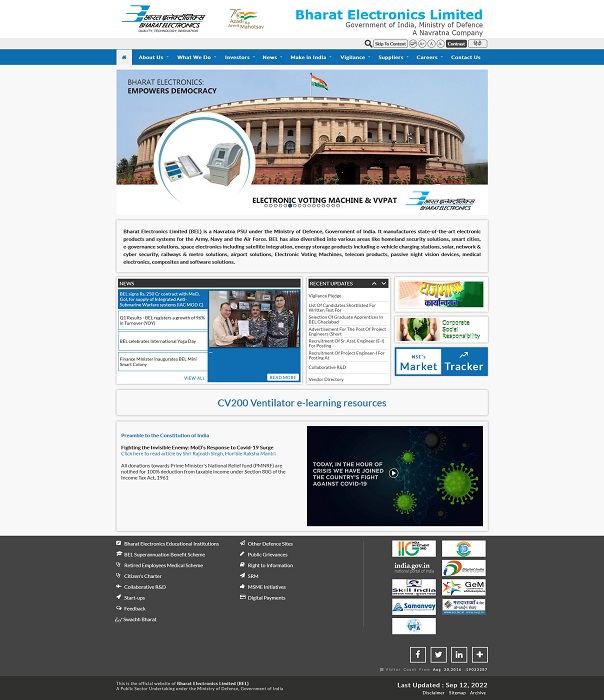 BHARAT ELECTRONICS
QUALITY, TECHNOLOGY, INNOVATION
Azadi Ka
Amrit Mahotsav
Bharat Electronics Limited
Government of India, Ministry of Defence
A Navratna Company
Skip To Content A+ A A- Contrast हिंदी
About Us What We Do Investors News Make in India Vigilance Suppliers Careers Contact Us
BHARAT ELECTRONICS:
EMPOWERS DEMOCRACY
ELECTRONIC VOTING MACHINE & VVPAT
BHARAT ELECTRONICS
Bharat Electronics Limited (BEL) is a Navratna PSU under the Ministry of Defence, Government of India. It manufactures state-of-the-art electronic
products and systems for the Army, Navy and the Air Force. BEL has also diversified into various areas like homeland security solutions, smart cities,
e-governance solutions, space electronics including satellite integration, energy storage products including e-vehicle charging stations, solar, network &
cyber security, railways & metro solutions, airport solutions, Electronic Voting Machines, telecom products, passive night vision devices, medical
electronics, composites and software solutions.
NEWS
BEL signs Rs. 250 Cr contract with MoD,
GoI, for supply of Integrated Anti-
Submarine Warfare systems (IAC MOD C)
Q1 Results - BEL registers a growth of 96%
in Turnover (YOY)
BEL celebrates International Yoga Day
Finance Minister Inaugurates BEL Mini
Smart Colony
VIEW ALL
READ MORE
RECENT UPDATES
Vigilance Pledge
List Of Candidates Shortlisted For
Written Test For
Selection Of Graduate Apprentices In
BEL Ghaziabad
Advertisement For The Post Of Project
Engineers (Short
Recruitment Of Sr. Asst. Engineer (E-I)
For Posting
Recruitment Of Project Engineer-I For
Posting At
Collaborative R&D
Vendor Directory
राजभाषा
कार्यान्वयन
Corporate
Social
Responsibility
NSE's
Market Tracker
CV200 Ventilator e-learning resources
Preamble to the Constitution of India
Fighting the Invisible Enemy: MoD's Response to Covid-19 Surge
Click here to read article by Shri Rajnath Singh, Hon'ble Raksha Mantri
All donations towards Prime Minister's National Relief fund (PMNRF) are
notified for 100% deduction from taxable income under Section 80G of the
Income Tax Act, 1961
TODAY, IN THE HOUR OF
CRISIS WE HAVE JOINED
THE COUNTRY'S FIGHT
AGAINST COVID-19
Bharat Electronics Educational Institutions
BEL Superannuation Benefit Scheme
Retired Employees Medical Scheme
Citizen's Charter
Collaborative R&D
Start-ups
Feedback
Swachh Bharat
Other Defence Sites
Public Grievances
Right to Information
SRM
MSME Initiatives
Digital Payments
INDIA
INVESTMENT
GRID
india.gov.in
national portal of India
Digital India
Skill India
GeM
Samanvay
Visitor Count From Aug 20,2016 :19023287
This is the official website of Bharat Electronics Limited (BEL)
A Public Sector Undertaking under the Ministry of Defence, Government of India
Last Updated : Sep 12, 2022
Disclaimer Sitemap Archive